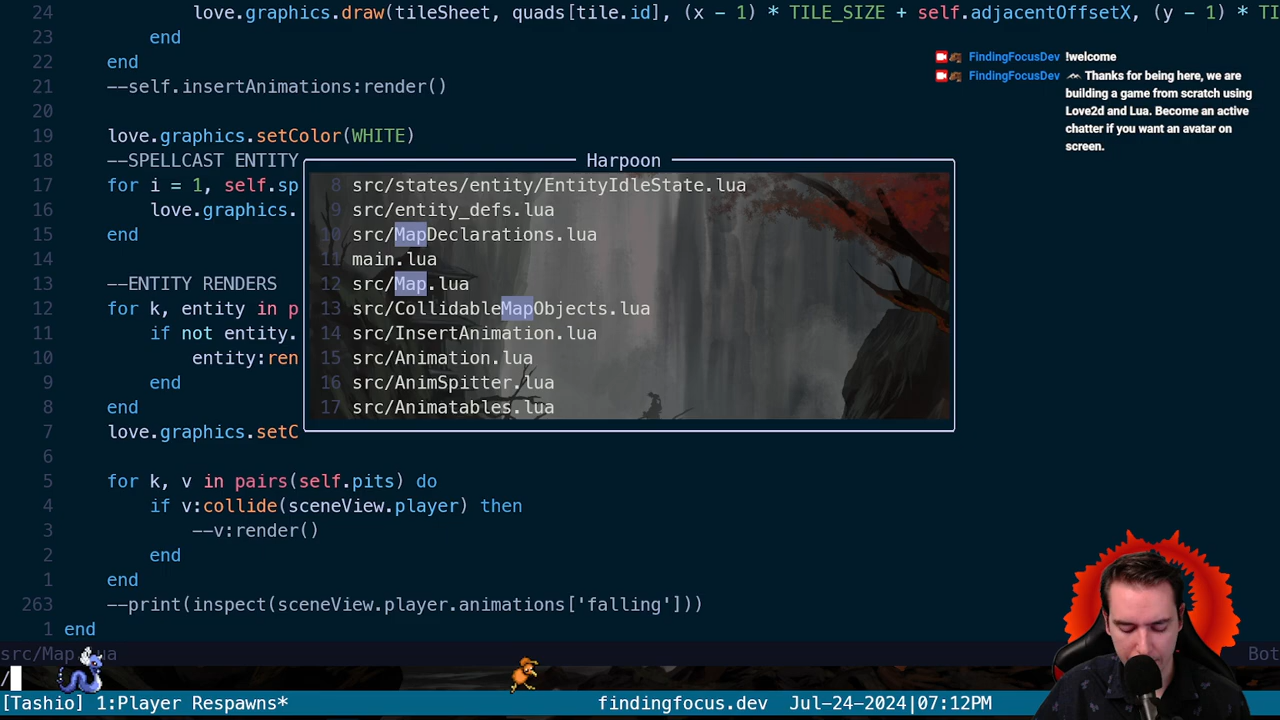 24 love.graphics.draw(tileSheet, quads[tile.id], (x - 1) * TILE_SIZE + self.adjacentOffsetX, (y - 1) * TI
23 end
22 end
21 --self.insertAnimations:render()
20
19 love.graphics.setColor(WHITE)
18 --SPELLCAST ENTITY
17 for i = 1, self.sp
16 love.graphics.
15 end
14
13 --ENTITY RENDERS
12 for k, entity in p
11 if not entity.
10 entity:ren
9 end
8 end
7 love.graphics.setC
6
5 for k, v in pairs(self.pits) do
4 if v:collide(sceneView.player) then
3 --v:render()
2 end
1 end
263 --print(inspect(sceneView.player.animations['falling']))
1 end
Harpoon
8 src/states/entity/EntityIdleState.lua
9 src/entity_defs.lua
10 src/MapDeclarations.lua
11 main.lua
12 src/Map.lua
13 src/CollidableMapObjects.lua
14 src/InsertAnimation.lua
15 src/Animation.lua
16 src/AnimSpitter.lua
17 src/Animatables.lua
FindingFocusDev !welcome
FindingFocusDev Thanks for being here, we are
building a game from scratch using
Love2d and Lua. Become an active
chatter if you want an avatar on
screen.
src/Map.lua Bot
/
[Tashio] 1:Player Respawns* findingfocus.dev Jul-24-2024|07:12PM